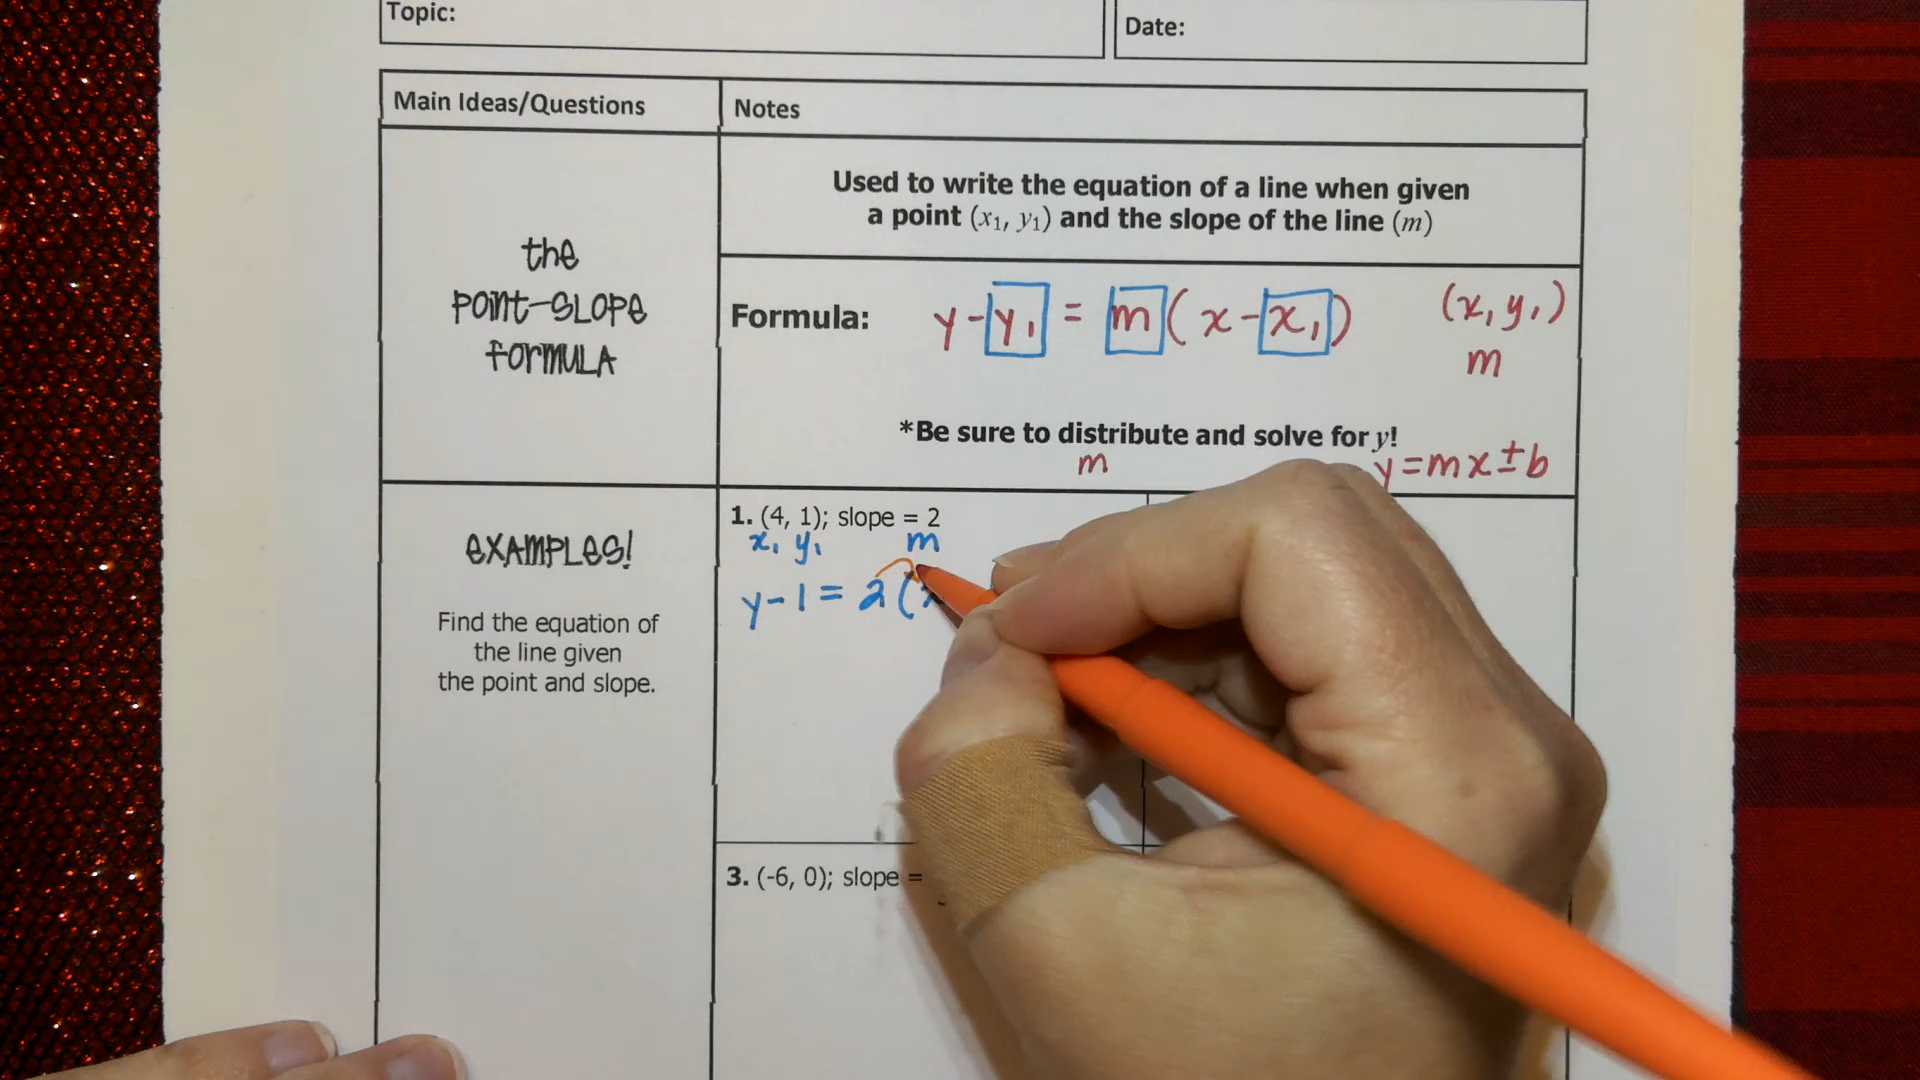 Topic:
Date:
Main Ideas/Questions
Notes
the
POINT-SLOPE
FORMULA
Used to write the equation of a line when given
a point (x₁, y₁) and the slope of the line (m)
Formula: y - y₁ = m ( x - x₁ )
(x₁ y₁)
m
*Be sure to distribute and solve for y!
m
y = mx ± b
EXAMPLES!
Find the equation of
the line given
the point and slope.
1. (4, 1); slope = 2
x₁ y₁ m
y - 1 = 2 (
3. (-6, 0); slope =